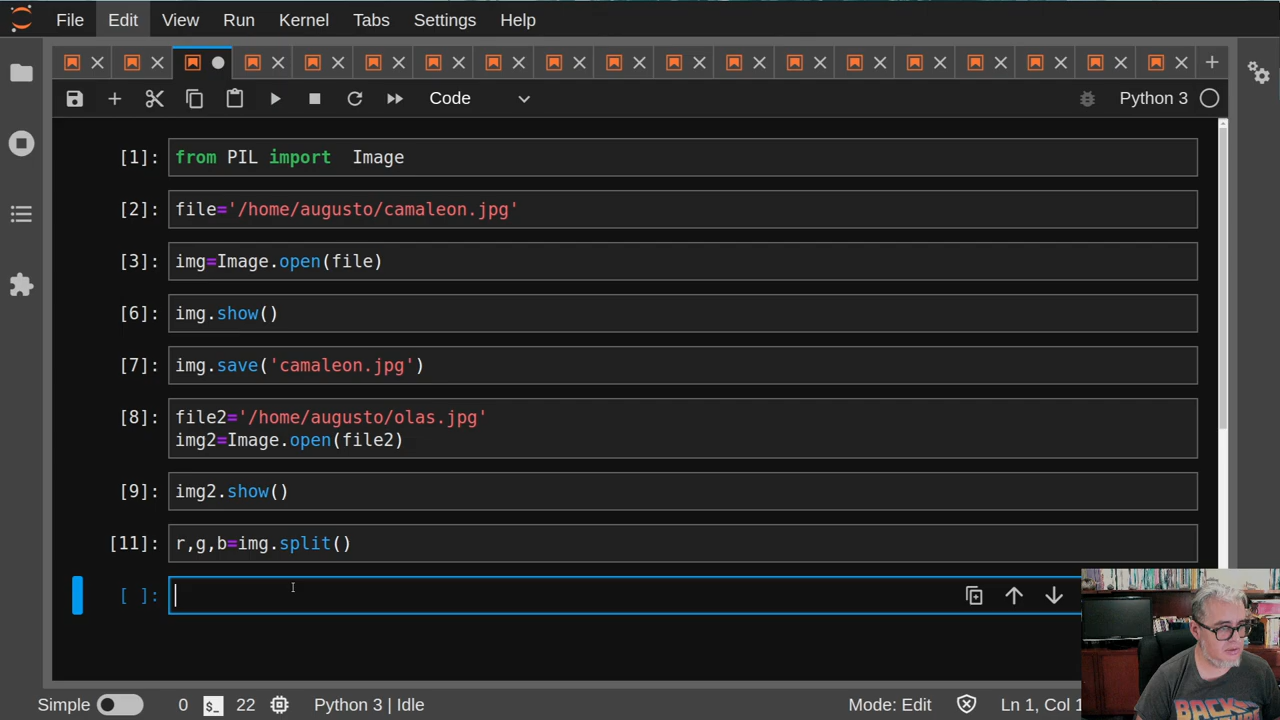 File Edit View Run Kernel Tabs Settings Help
Code
Python 3
[1]: from PIL import  Image
[2]: file='/home/augusto/camaleon.jpg'
[3]: img=Image.open(file)
[6]: img.show()
[7]: img.save('camaleon.jpg')
[8]: file2='/home/augusto/olas.jpg'
img2=Image.open(file2)
[9]: img2.show()
[11]: r,g,b=img.split()
[ ]:
BACK
Simple 0 $_ 22 Python 3 | Idle Mode: Edit Ln 1, Col 1